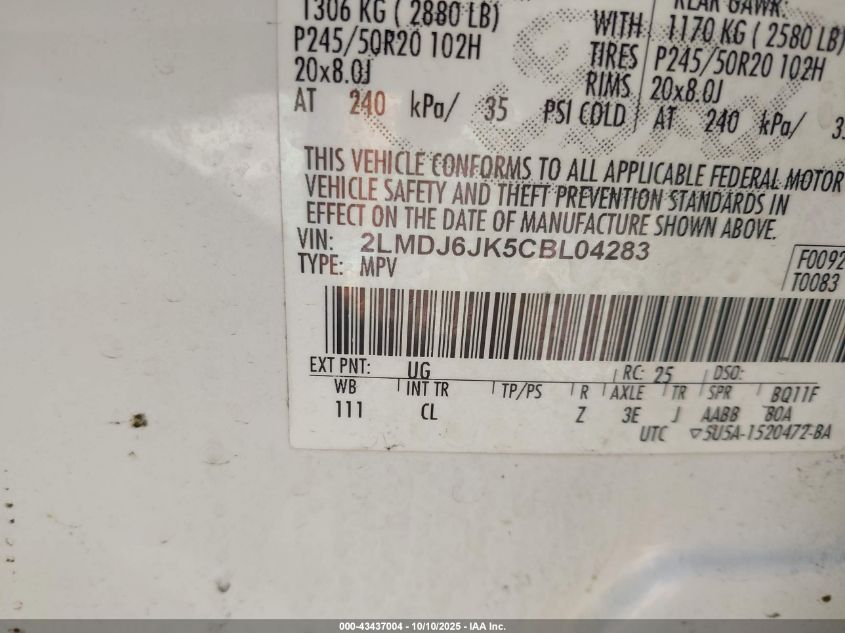 1306 KG ( 2880 LB)
P245/50R20 102H
20x8.0J
AT 240 kPa/ 35 PSI COLD
REAR GAWR:
WITH 1170 KG ( 2580 LB)
TIRES P245/50R20 102H
RIMS 20x8.0J
AT 240 kPa/
THIS VEHICLE CONFORMS TO ALL APPLICABLE FEDERAL MOTOR
VEHICLE SAFETY AND THEFT PREVENTION STANDARDS IN
EFFECT ON THE DATE OF MANUFACTURE SHOWN ABOVE.
VIN: 2LMDJ6JK5CBL04283
TYPE: MPV
F0092
T0083
EXT PNT: UG RC: 25 DSO:
WB INT TR TP/PS R AXLE TR SPR BQ11F
111 CL Z 3E J AABB 80A
UTC ▽5U5A-1520472-BA
000-43437004 - 10/10/2025 - IAA Inc.